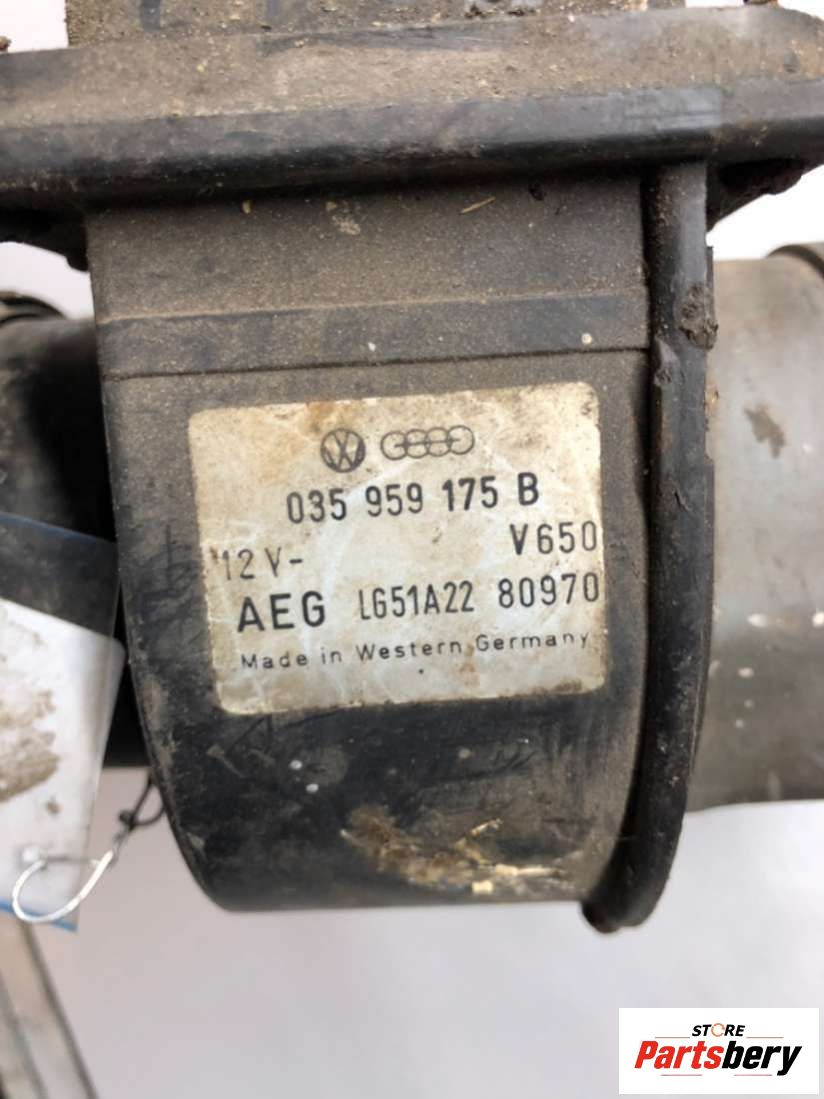 035 959 175 B
12V- V650
AEG LG51A22 80970
Made in Western Germany
STORE
Partsbery